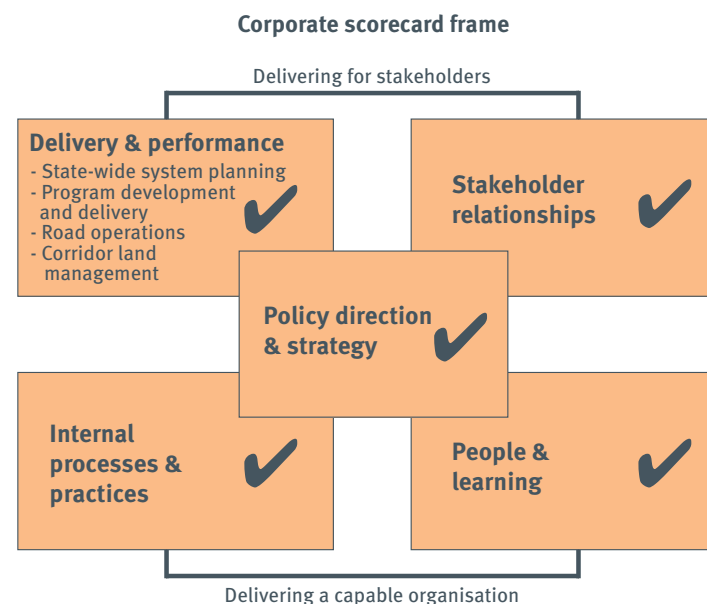 Corporate scorecard frame
Delivering for stakeholders
Delivery & performance
- State-wide system planning
- Program development
and delivery
- Road operations
- Corridor land
management
Stakeholder
relationships
Policy direction
& strategy
Internal
processes &
practices
People &
learning
Delivering a capable organisation